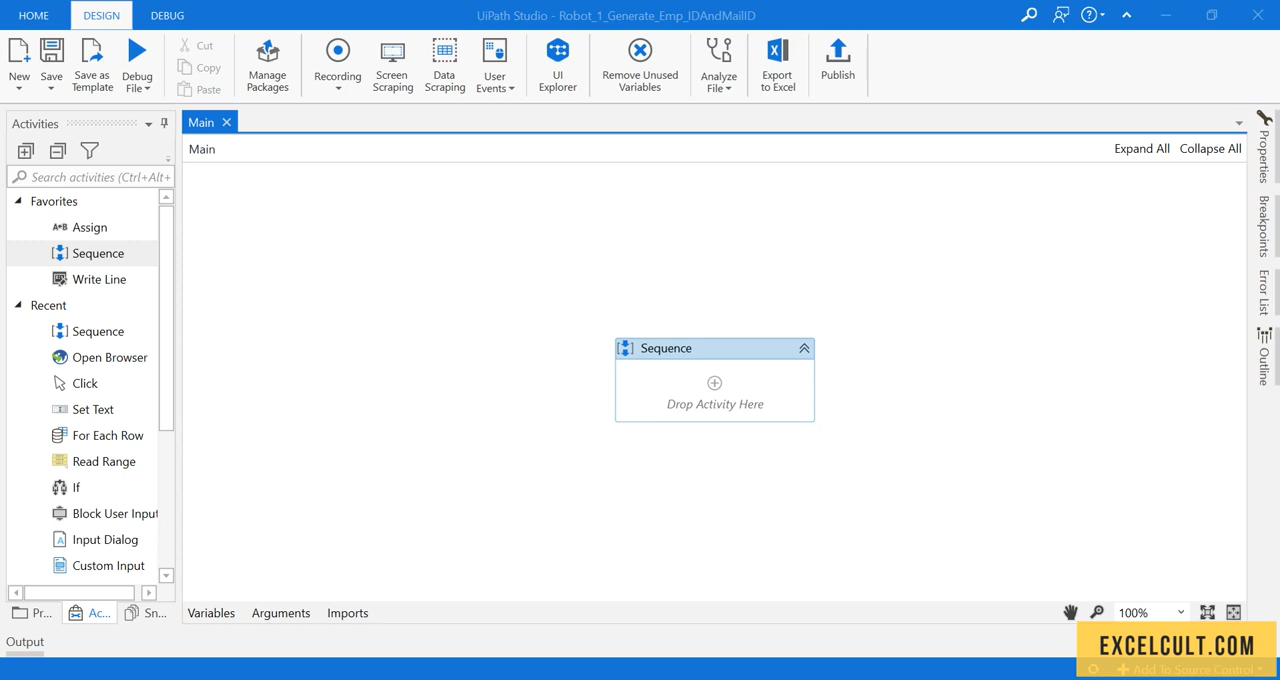 HOME DESIGN DEBUG UiPath Studio - Robot_1_Generate_Emp_IDAndMailID
New Save Save as Template Debug File Cut Copy Paste Manage Packages Recording Screen Scraping Data Scraping User Events UI Explorer Remove Unused Variables Analyze File Export to Excel Publish
Activities
Search activities (Ctrl+Alt+
Favorites
Assign
Sequence
Write Line
Recent
Sequence
Open Browser
Click
Set Text
For Each Row
Read Range
If
Block User Input
Input Dialog
Custom Input
Pr... Ac... Sn...
Main
Main Expand All Collapse All
Sequence
Drop Activity Here
Variables Arguments Imports 100%
Properties
Breakpoints
Error List
Outline
Output
EXCELCULT.COM
Add To Source Control